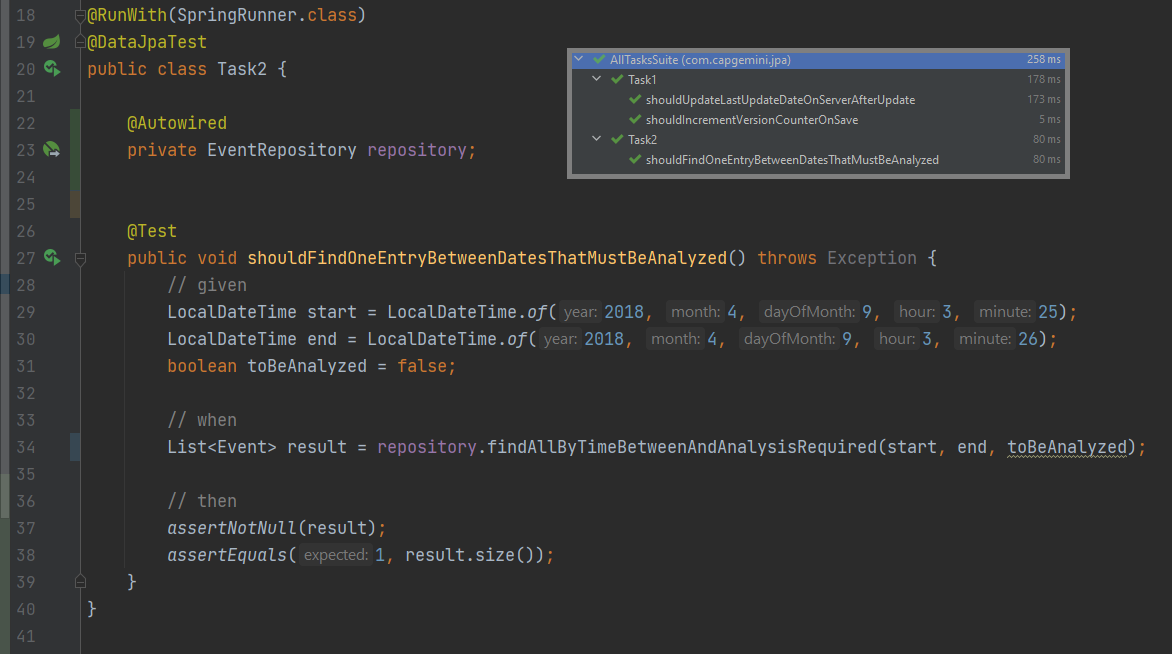 18 @RunWith(SpringRunner.class)
19 @DataJpaTest
20 public class Task2 {
21
22 @Autowired
23 private EventRepository repository;
24
25
26 @Test
27 public void shouldFindOneEntryBetweenDatesThatMustBeAnalyzed() throws Exception {
28 // given
29 LocalDateTime start = LocalDateTime.of( year: 2018, month: 4, dayOfMonth: 9, hour: 3, minute: 25);
30 LocalDateTime end = LocalDateTime.of( year: 2018, month: 4, dayOfMonth: 9, hour: 3, minute: 26);
31 boolean toBeAnalyzed = false;
32
33 // when
34 List<Event> result = repository.findAllByTimeBetweenAndAnalysisRequired(start, end, toBeAnalyzed);
35
36 // then
37 assertNotNull(result);
38 assertEquals( expected: 1, result.size());
39 }
40 }
41
AllTasksSuite (com.capgemini.jpa) 258 ms
Task1 178 ms
shouldUpdateLastUpdateDateOnServerAfterUpdate 173 ms
shouldIncrementVersionCounterOnSave 5 ms
Task2 80 ms
shouldFindOneEntryBetweenDatesThatMustBeAnalyzed 80 ms